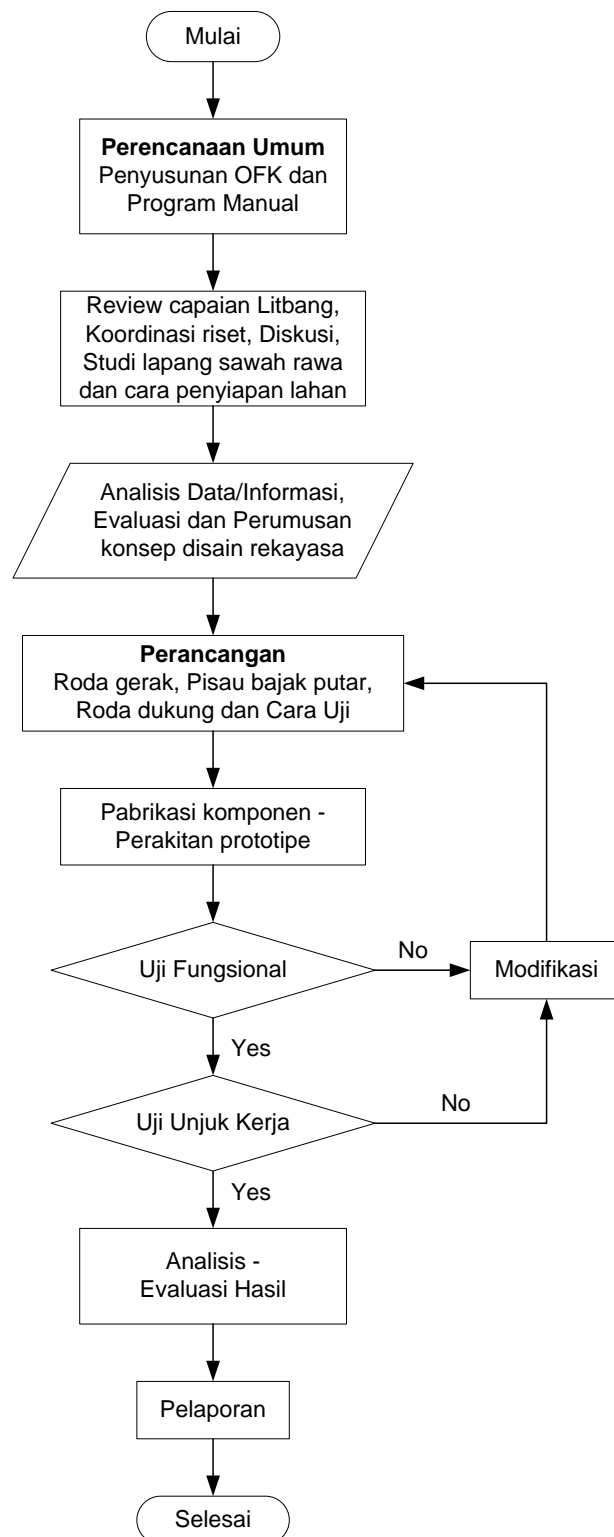 Mulai
Perencanaan Umum
Penyusunan OFK dan
Program Manual
Review capaian Litbang,
Koordinasi riset, Diskusi,
Studi lapang sawah rawa
dan cara penyiapan lahan
Analisis Data/Informasi,
Evaluasi dan Perumusan
konsep disain rekayasa
Perancangan
Roda gerak, Pisau bajak putar,
Roda dukung dan Cara Uji
Pabrikasi komponen -
Perakitan prototipe
Uji Fungsional
No
Modifikasi
Yes
Uji Unjuk Kerja
No
Yes
Analisis -
Evaluasi Hasil
Pelaporan
Selesai